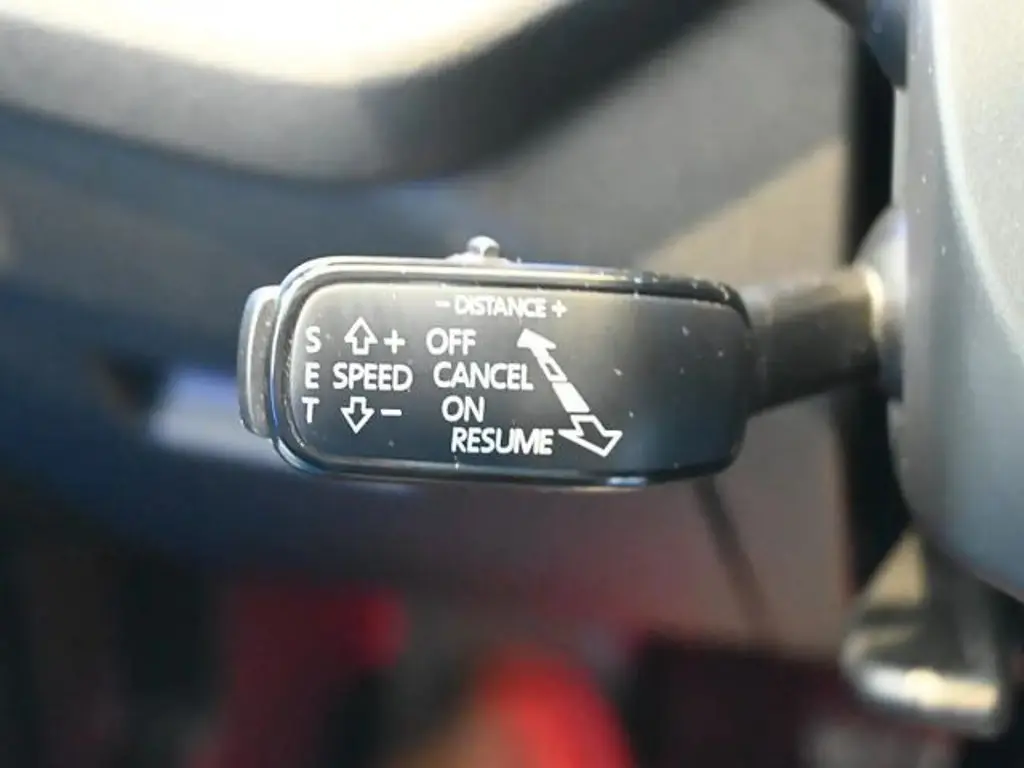 - DISTANCE +
S + OFF
E SPEED CANCEL
T - ON
RESUME